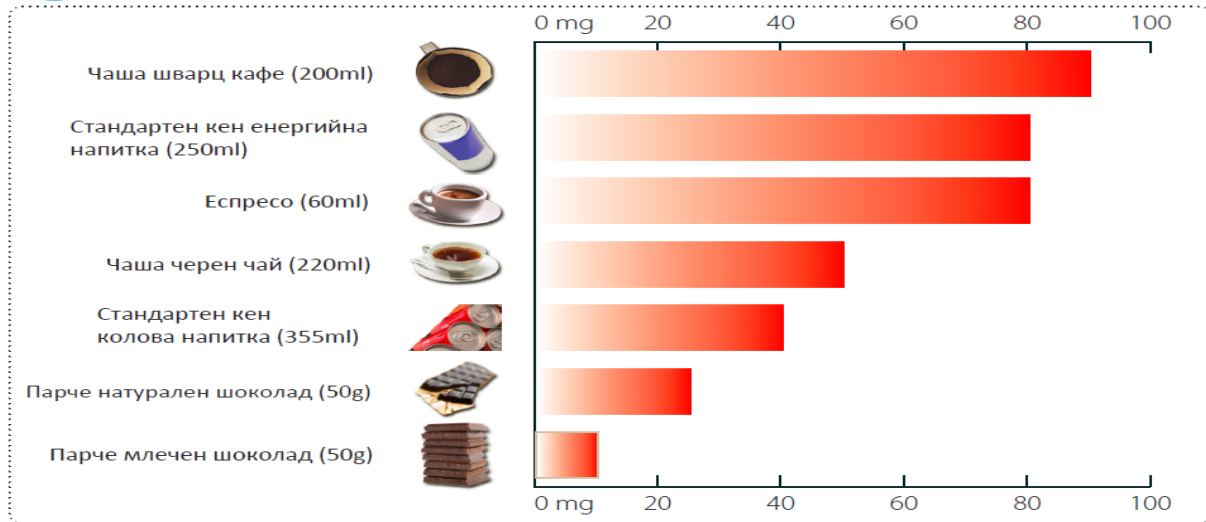 0 mg 20 40 60 80 100
Чаша шварц кафе (200ml)
Стандартен кен енергийна
напитка (250ml)
Еспресо (60ml)
Чаша черен чай (220ml)
Стандартен кен
колова напитка (355ml)
Парче натурален шоколад (50g)
Парче млечен шоколад (50g)
0 mg 20 40 60 80 100